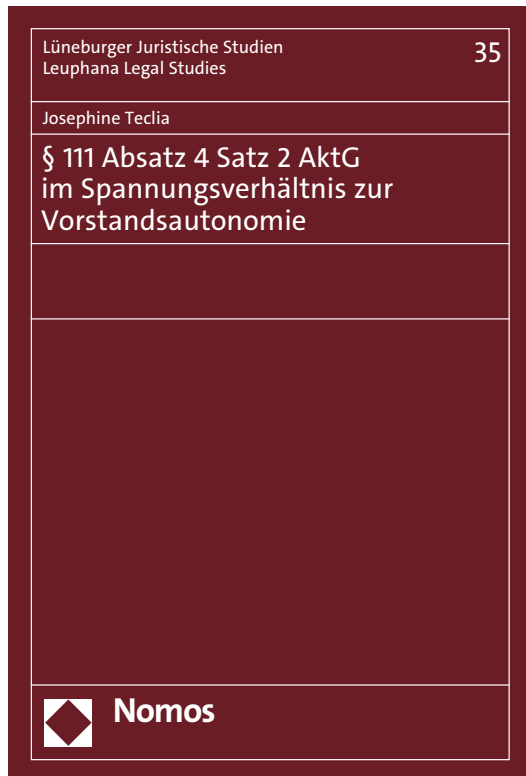 Lüneburger Juristische Studien
Leuphana Legal Studies
35
Josephine Teclia
§ 111 Absatz 4 Satz 2 AktG
im Spannungsverhältnis zur
Vorstandsautonomie
Nomos